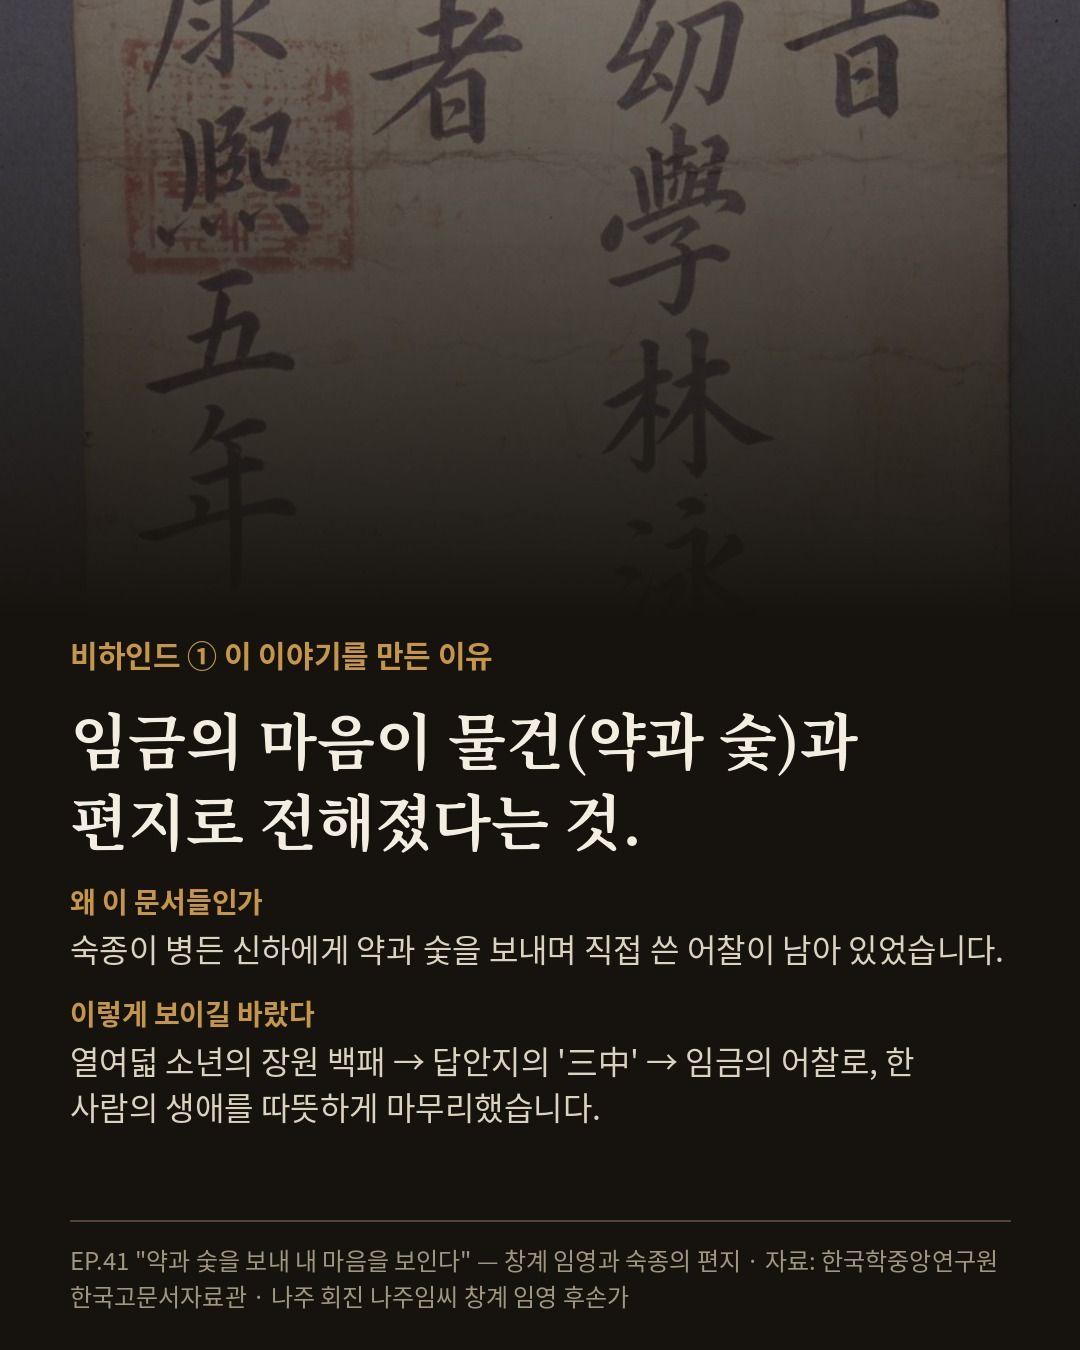 旨
幼學林泳
者
康熙五年
비하인드 ① 이 이야기를 만든 이유
임금의 마음이 물건(약과 숯)과
편지로 전해졌다는 것.
왜 이 문서들인가
숙종이 병든 신하에게 약과 숯을 보내며 직접 쓴 어찰이 남아 있었습니다.
이렇게 보이길 바랐다
열여덟 소년의 장원 백패 → 답안지의 '三中' → 임금의 어찰로, 한
사람의 생애를 따뜻하게 마무리했습니다.
EP.41 "약과 숯을 보내 내 마음을 보인다" — 창계 임영과 숙종의 편지 · 자료: 한국학중앙연구원
한국고문서자료관 · 나주 회진 나주임씨 창계 임영 후손가